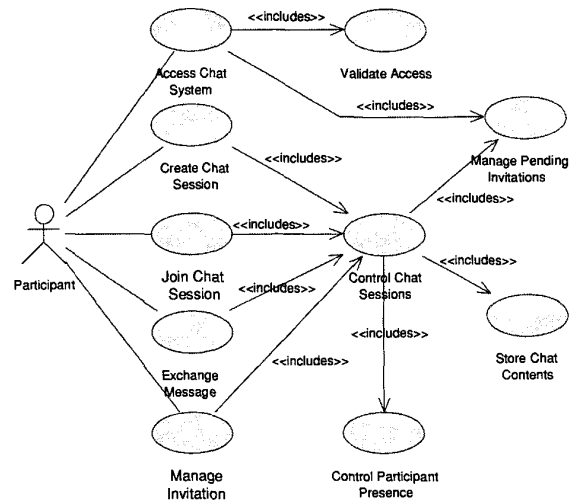 <<includes>>
Access Chat
System
Validate Access
<<includes>>
Create Chat
Session
<<includes>>
Manage Pending
Invitations
<<includes>>
<<includes>>
Participant
Join Chat
Session
Control Chat
Sessions
<<includes>>
<<includes>>
<<includes>>
Exchange
Message
<<includes>>
Store Chat
Contents
Manage
Invitation
Control Participant
Presence